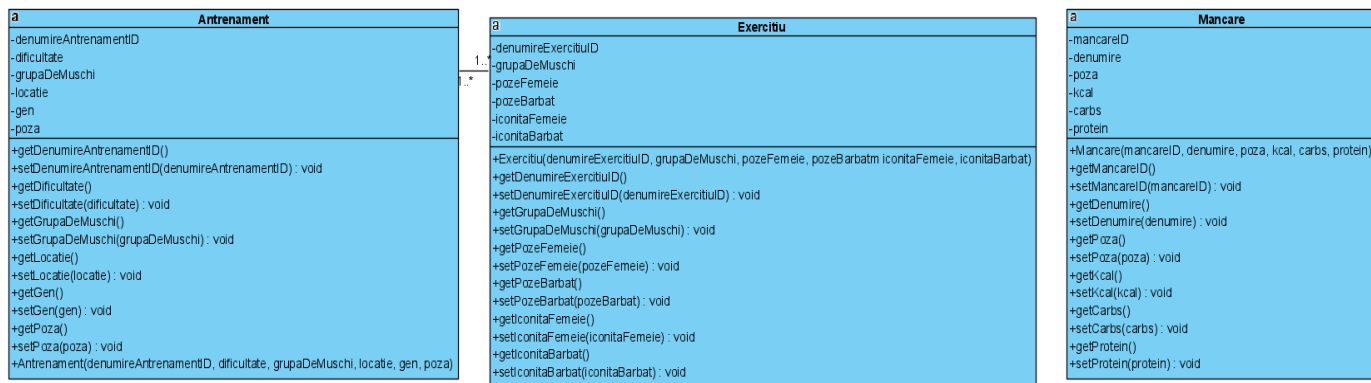 a
Antrenament
-denumireAntrenamentID
-dificultate
-grupaDeMuschi
-locatie
-gen
-poza
+getDenumireAntrenamentID()
+setDenumireAntrenamentID(denumireAntrenamentID) : void
+getDificultate()
+setDificultate(dificultate) : void
+getGrupaDeMuschi()
+setGrupaDeMuschi(grupaDeMuschi) : void
+getLocatie()
+setLocatie(locatie) : void
+getGen()
+setGen(gen) : void
+getPoza()
+setPoza(poza) : void
+Antrenament(denumireAntrenamentID, dificultate, grupaDeMuschi, locatie, gen, poza)
1..*
1..*
a
Exercitiu
-denumireExercitiuID
-grupaDeMuschi
-pozeFemeie
-pozeBarbat
-iconitaFemeie
-iconitaBarbat
+Exercitiu(denumireExercitiuID, grupaDeMuschi, pozeFemeie, pozeBarbatm iconitaFemeie, iconitaBarbat)
+getDenumireExercitiuID()
+setDenumireExercitiuID(denumireExercitiuID) : void
+getGrupaDeMuschi()
+setGrupaDeMuschi(grupaDeMuschi) : void
+getPozeFemeie()
+setPozeFemeie(pozeFemeie) : void
+getPozeBarbat()
+setPozeBarbat(pozeBarbat) : void
+getIconitaFemeie()
+setIconitaFemeie(iconitaFemeie) : void
+getIconitaBarbat()
+setIconitaBarbat(iconitaBarbat) : void
a
Mancare
-mancareID
-denumire
-poza
-kcal
-carbs
-protein
+Mancare(mancareID, denumire, poza, kcal, carbs, protein)
+getMancareID()
+setMancareID(mancareID) : void
+getDenumire()
+setDenumire(denumire) : void
+getPoza()
+setPoza(poza) : void
+getKcal()
+setKcal(kcal) : void
+getCarbs()
+setCarbs(carbs) : void
+getProtein()
+setProtein(protein) : void